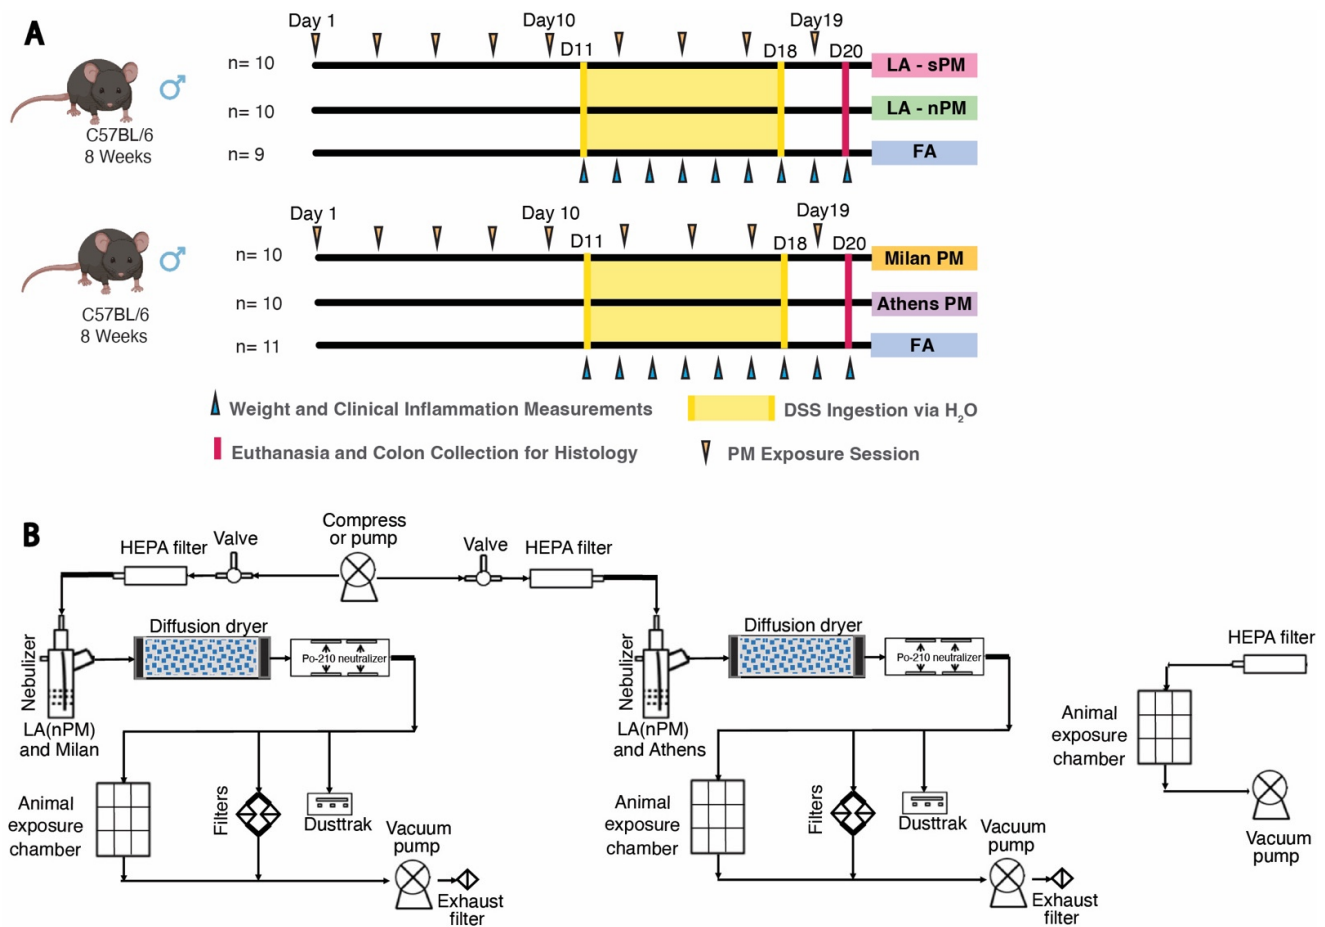 A
Day 1
Day10
Day19
D11
D18
D20
n= 10
LA - sPM
n= 10
LA - nPM
n= 9
FA
C57BL/6
8 Weeks
Day 1
Day 10
Day19
D11
D18
D20
n= 10
Milan PM
n= 10
Athens PM
n= 11
FA
C57BL/6
8 Weeks
Weight and Clinical Inflammation Measurements
DSS Ingestion via H₂O
Euthanasia and Colon Collection for Histology
PM Exposure Session
B
HEPA filter
Valve
Compress
or pump
Valve
HEPA filter
Nebulizer
Diffusion dryer
Po-210 neutralizer
LA(nPM)
and Milan
Animal
exposure
chamber
Filters
Dusttrak
Vacuum
pump
Exhaust
filter
Nebulizer
Diffusion dryer
Po-210 neutralizer
LA(nPM)
and Athens
Animal
exposure
chamber
Filters
Dusttrak
Vacuum
pump
Exhaust
filter
HEPA filter
Animal
exposure
chamber
Vacuum
pump